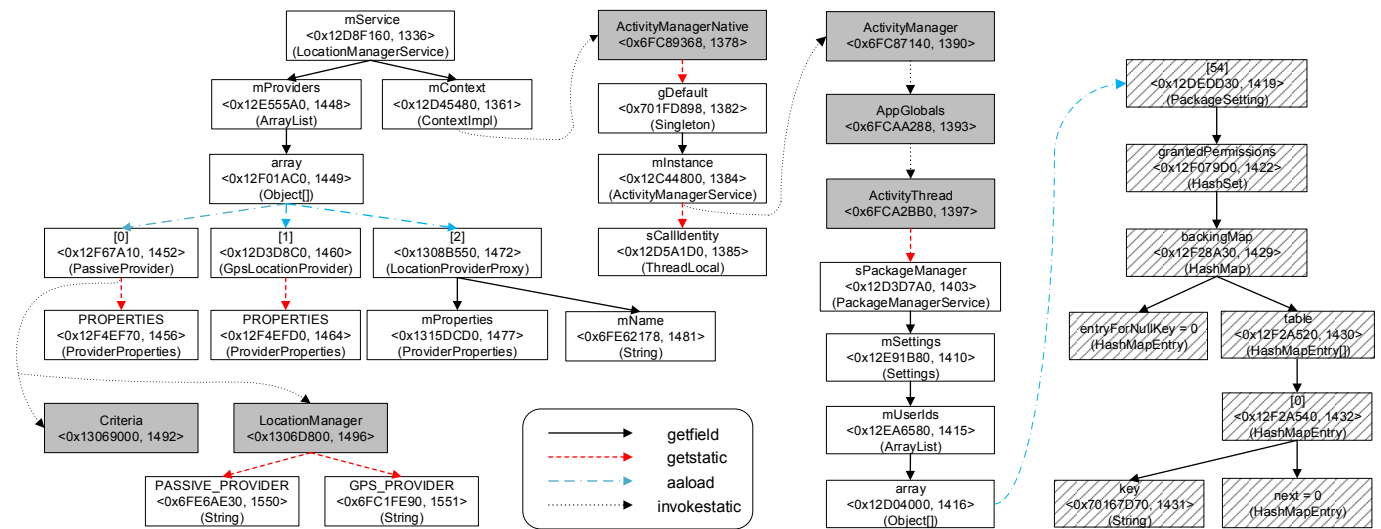 mService
<0x12D8F160, 1336>
(LocationManagerService)
mProviders
<0x12E555A0, 1448>
(ArrayList)
mContext
<0x12D45480, 1361>
(ContextImpl)
array
<0x12F01AC0, 1449>
(Object[])
[0]
<0x12F67A10, 1452>
(PassiveProvider)
[1]
<0x12D3D8C0, 1460>
(GpsLocationProvider)
[2]
<0x1308B550, 1472>
(LocationProviderProxy)
PROPERTIES
<0x12F4EF70, 1456>
(ProviderProperties)
PROPERTIES
<0x12F4EFD0, 1464>
(ProviderProperties)
mProperties
<0x1315DCD0, 1477>
(ProviderProperties)
mName
<0x6FE62178, 1481>
(String)
Criteria
<0x13069000, 1492>
LocationManager
<0x1306D800, 1496>
PASSIVE_PROVIDER
<0x6FE6AE30, 1550>
(String)
GPS_PROVIDER
<0x6FC1FE90, 1551>
(String)
ActivityManagerNative
<0x6FC89368, 1378>
gDefault
<0x701FD898, 1382>
(Singleton)
mInstance
<0x12C44800, 1384>
(ActivityManagerService)
sCallIdentity
<0x12D5A1D0, 1385>
(ThreadLocal)
getfield
getstatic
aaload
invokestatic
ActivityManager
<0x6FC87140, 1390>
AppGlobals
<0x6FCAA288, 1393>
ActivityThread
<0x6FCA2BB0, 1397>
sPackageManager
<0x12D3D7A0, 1403>
(PackageManagerService)
mSettings
<0x12E91B80, 1410>
(Settings)
mUserIds
<0x12EA6580, 1415>
(ArrayList)
array
<0x12D04000, 1416>
(Object[])
[54]
<0x12DEDD30, 1419>
(PackageSetting)
grantedPermissions
<0x12F079D0, 1422>
(HashSet)
backingMap
<0x12F28A30, 1429>
(HashMap)
entryForNullKey = 0
(HashMapEntry)
table
<0x12F2A520, 1430>
(HashMapEntry[])
[0]
<0x12F2A540, 1432>
(HashMapEntry)
key
<0x70167D70, 1431>
(String)
next = 0
(HashMapEntry)